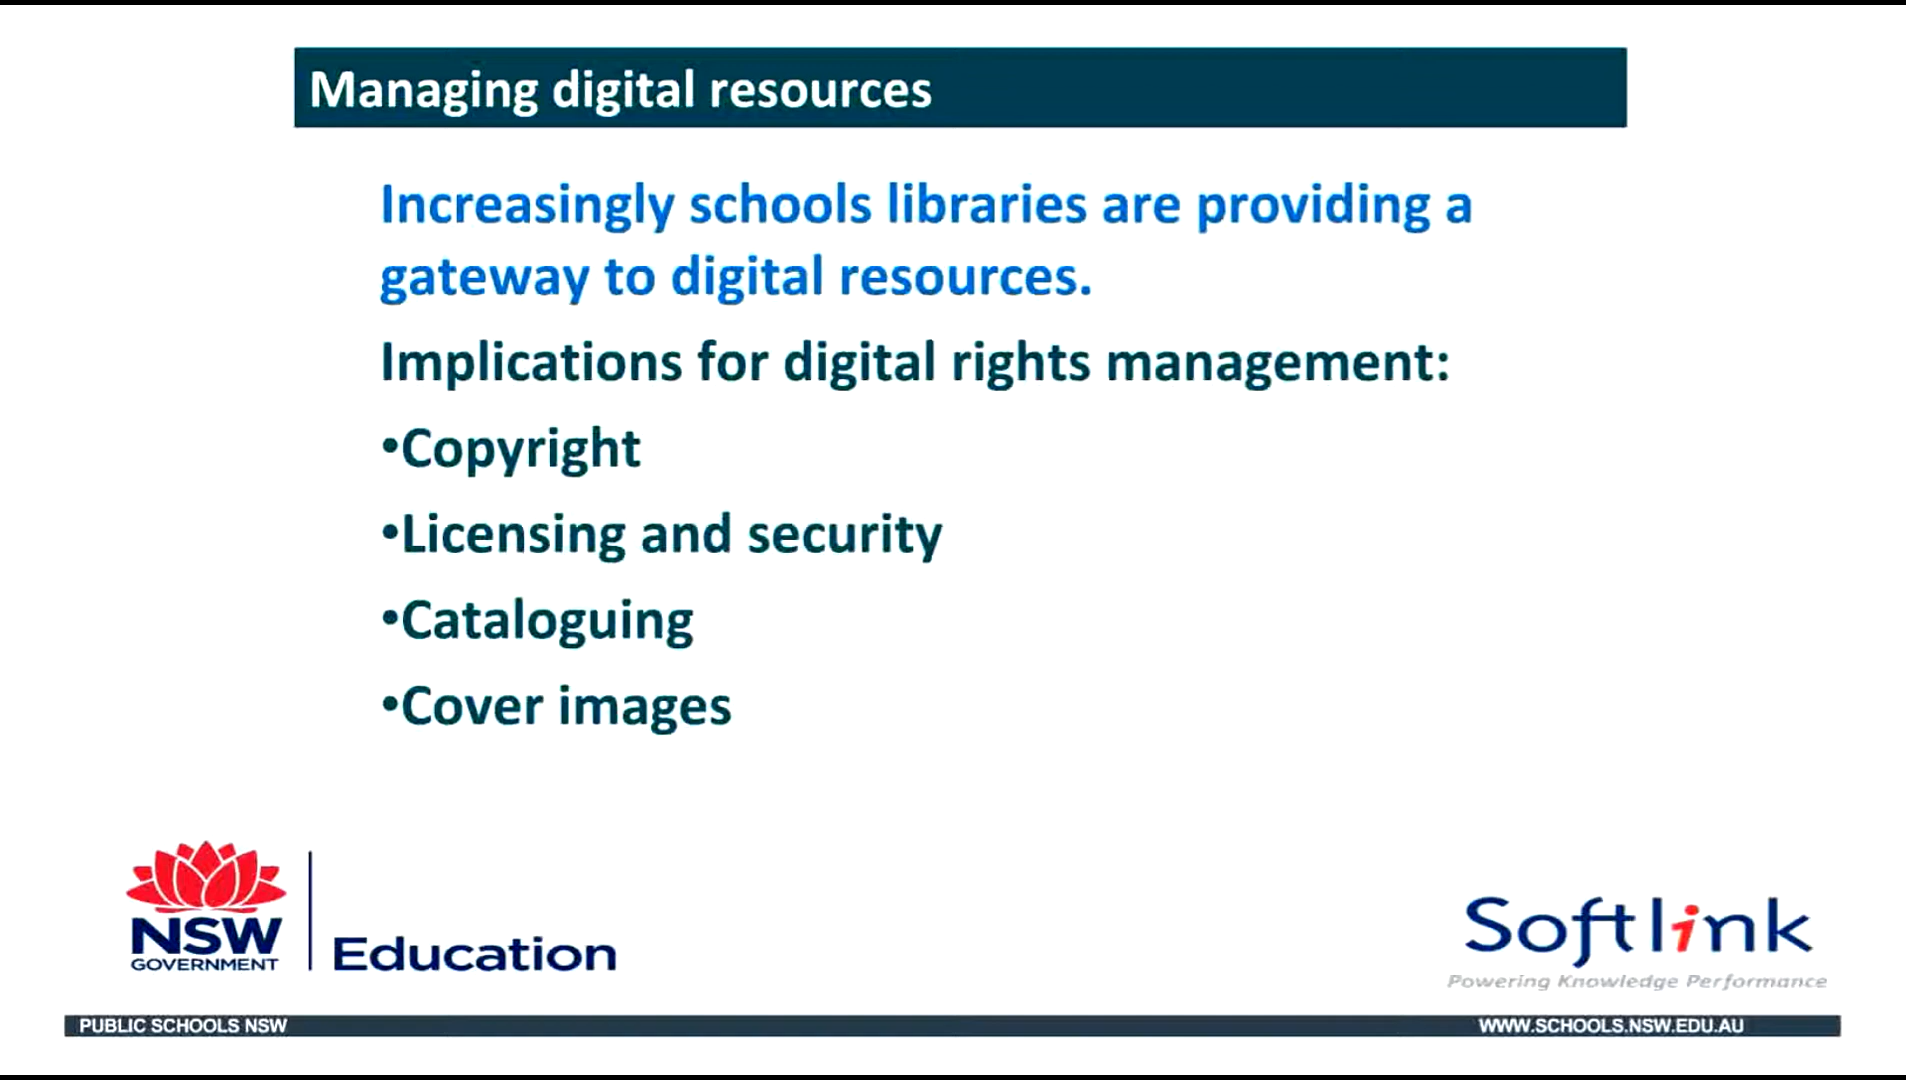 Managing digital resources
Increasingly schools libraries are providing a
gateway to digital resources.
Implications for digital rights management:
•Copyright
•Licensing and security
•Cataloguing
•Cover images
NSW
GOVERNMENT
Education
Softlink
Powering Knowledge Performance
PUBLIC SCHOOLS NSW
WWW.SCHOOLS.NSW.EDU.AU